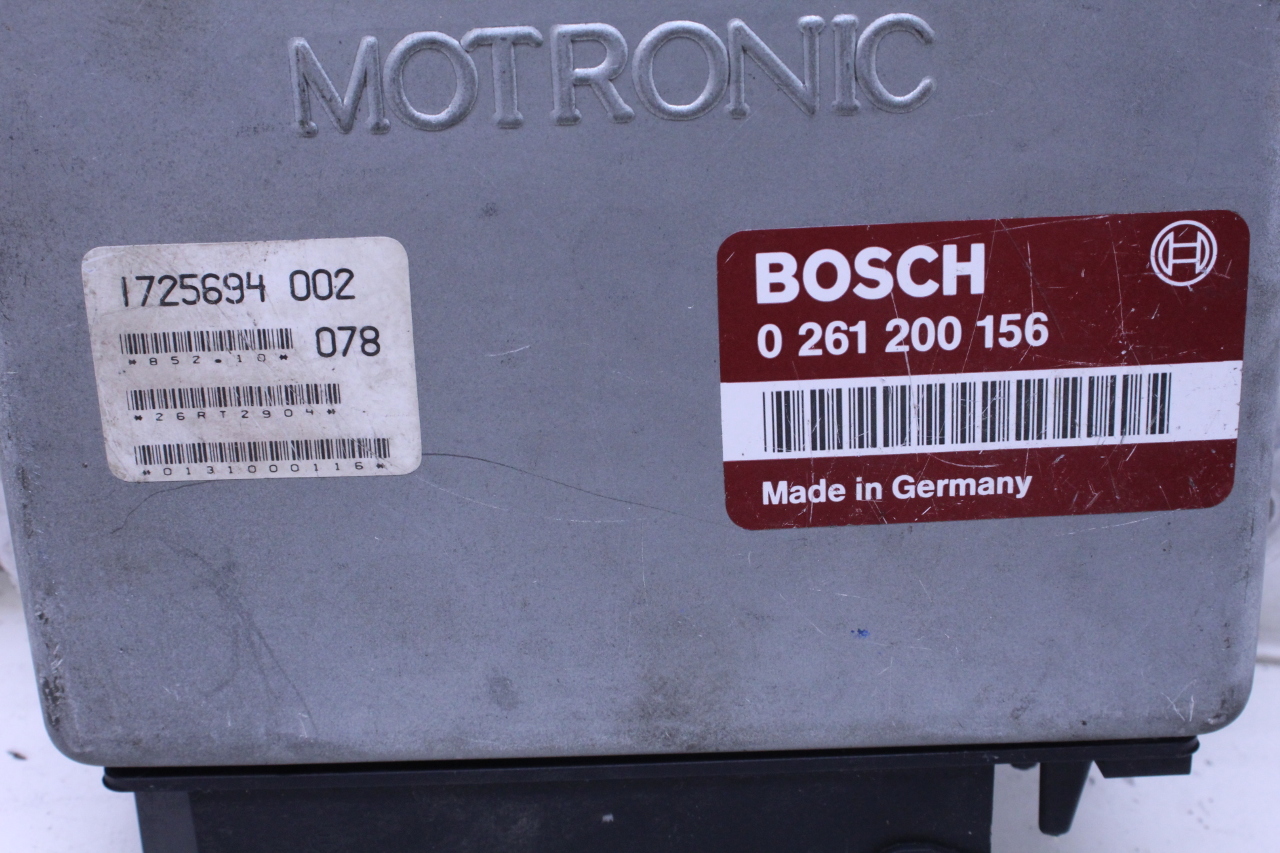 MOTRONIC
1725694 002
078
*852.10*
*26RT2904*
*0131000116*
BOSCH
0 261 200 156
Made in Germany